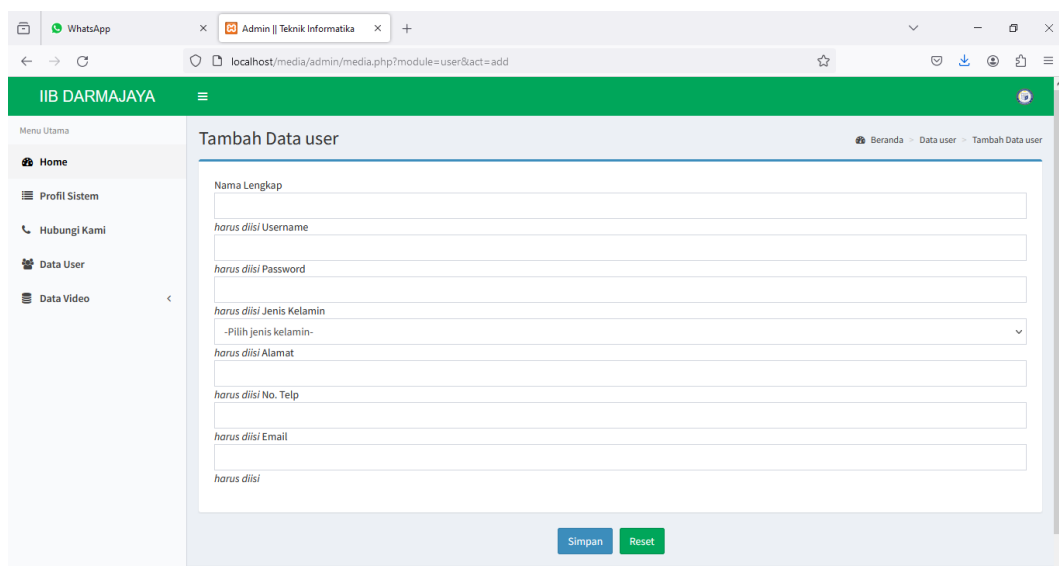 WhatsApp
Admin || Teknik Informatika
localhost/media/admin/media.php?module=user&act=add
IIB DARMAJAYA
Menu Utama
Home
Profil Sistem
Hubungi Kami
Data User
Data Video
Tambah Data user
Beranda > Data user > Tambah Data user
Nama Lengkap
harus diisi Username
harus diisi Password
harus diisi Jenis Kelamin
-Pilih jenis kelamin-
harus diisi Alamat
harus diisi No. Telp
harus diisi Email
harus diisi
Simpan Reset